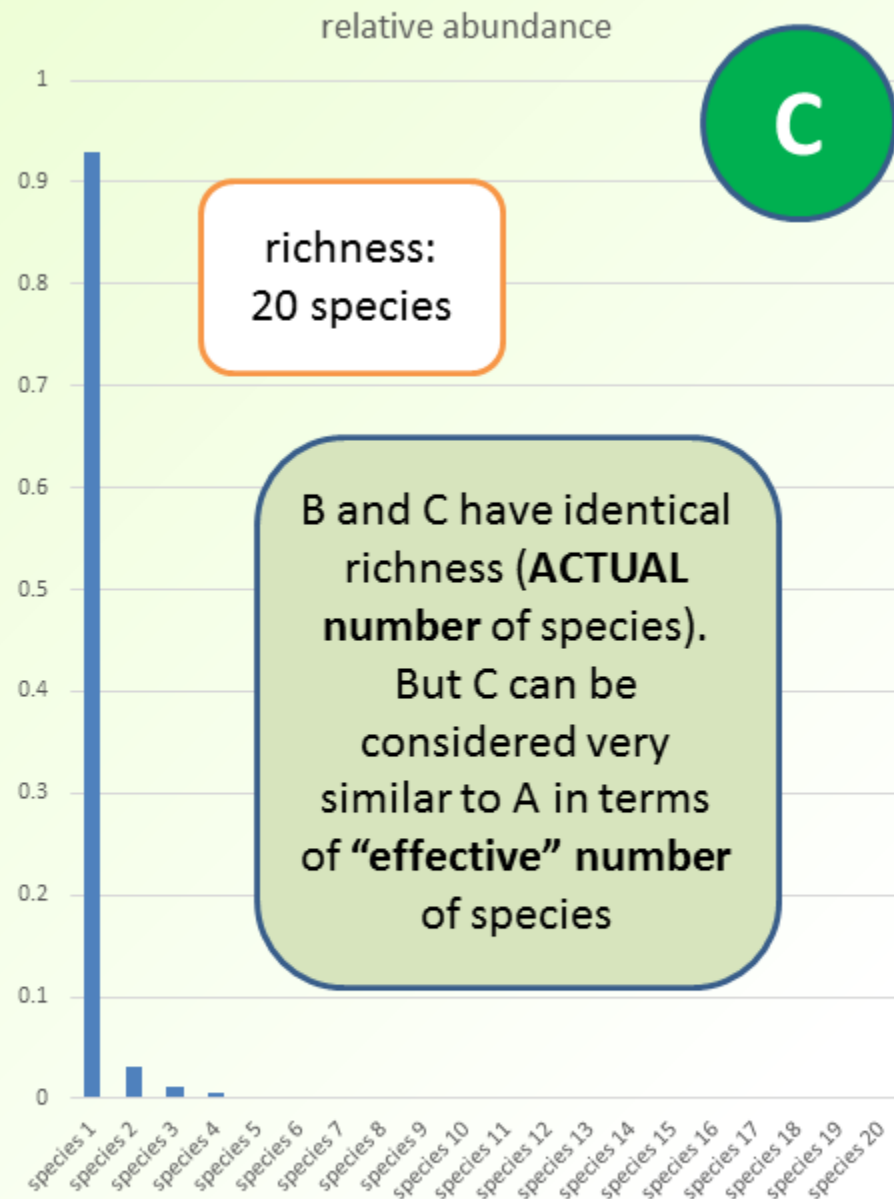 relative abundance
C
1
0.9
0.8
0.7
0.6
0.5
0.4
0.3
0.2
0.1
0
richness:
20 species
B and C have identical
richness (ACTUAL
number of species).
But C can be
considered very
similar to A in terms
of “effective” number
of species
species 1
species 2
species 3
species 4
species 5
species 6
species 7
species 8
species 9
species 10
species 11
species 12
species 13
species 14
species 15
species 16
species 17
species 18
species 19
species 20